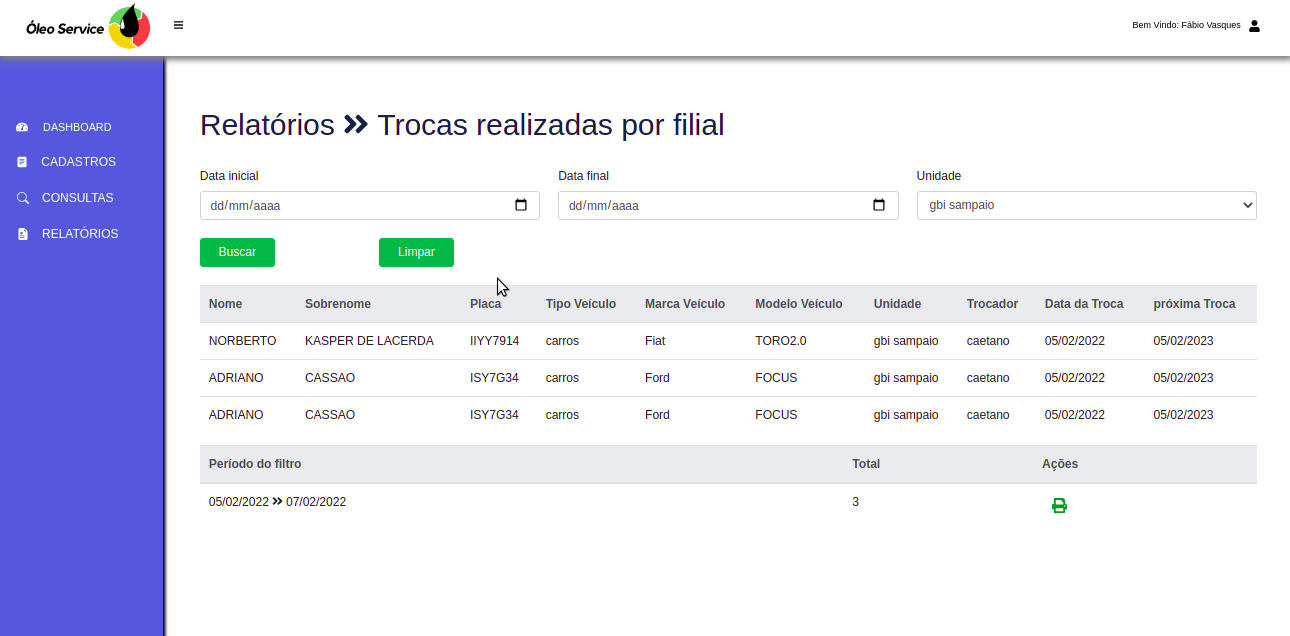 Óleo Service
Bem Vindo: Fábio Vasques
DASHBOARD
CADASTROS
CONSULTAS
RELATÓRIOS
Relatórios » Trocas realizadas por filial
Data inicial Data final Unidade
dd/mm/aaaa dd/mm/aaaa gbi sampaio
Buscar Limpar
Nome Sobrenome Placa Tipo Veículo Marca Veículo Modelo Veículo Unidade Trocador Data da Troca próxima Troca
NORBERTO KASPER DE LACERDA IIYY7914 carros Fiat TORO2.0 gbi sampaio caetano 05/02/2022 05/02/2023
ADRIANO CASSAO ISY7G34 carros Ford FOCUS gbi sampaio caetano 05/02/2022 05/02/2023
ADRIANO CASSAO ISY7G34 carros Ford FOCUS gbi sampaio caetano 05/02/2022 05/02/2023
Período do filtro Total Ações
05/02/2022 » 07/02/2022 3